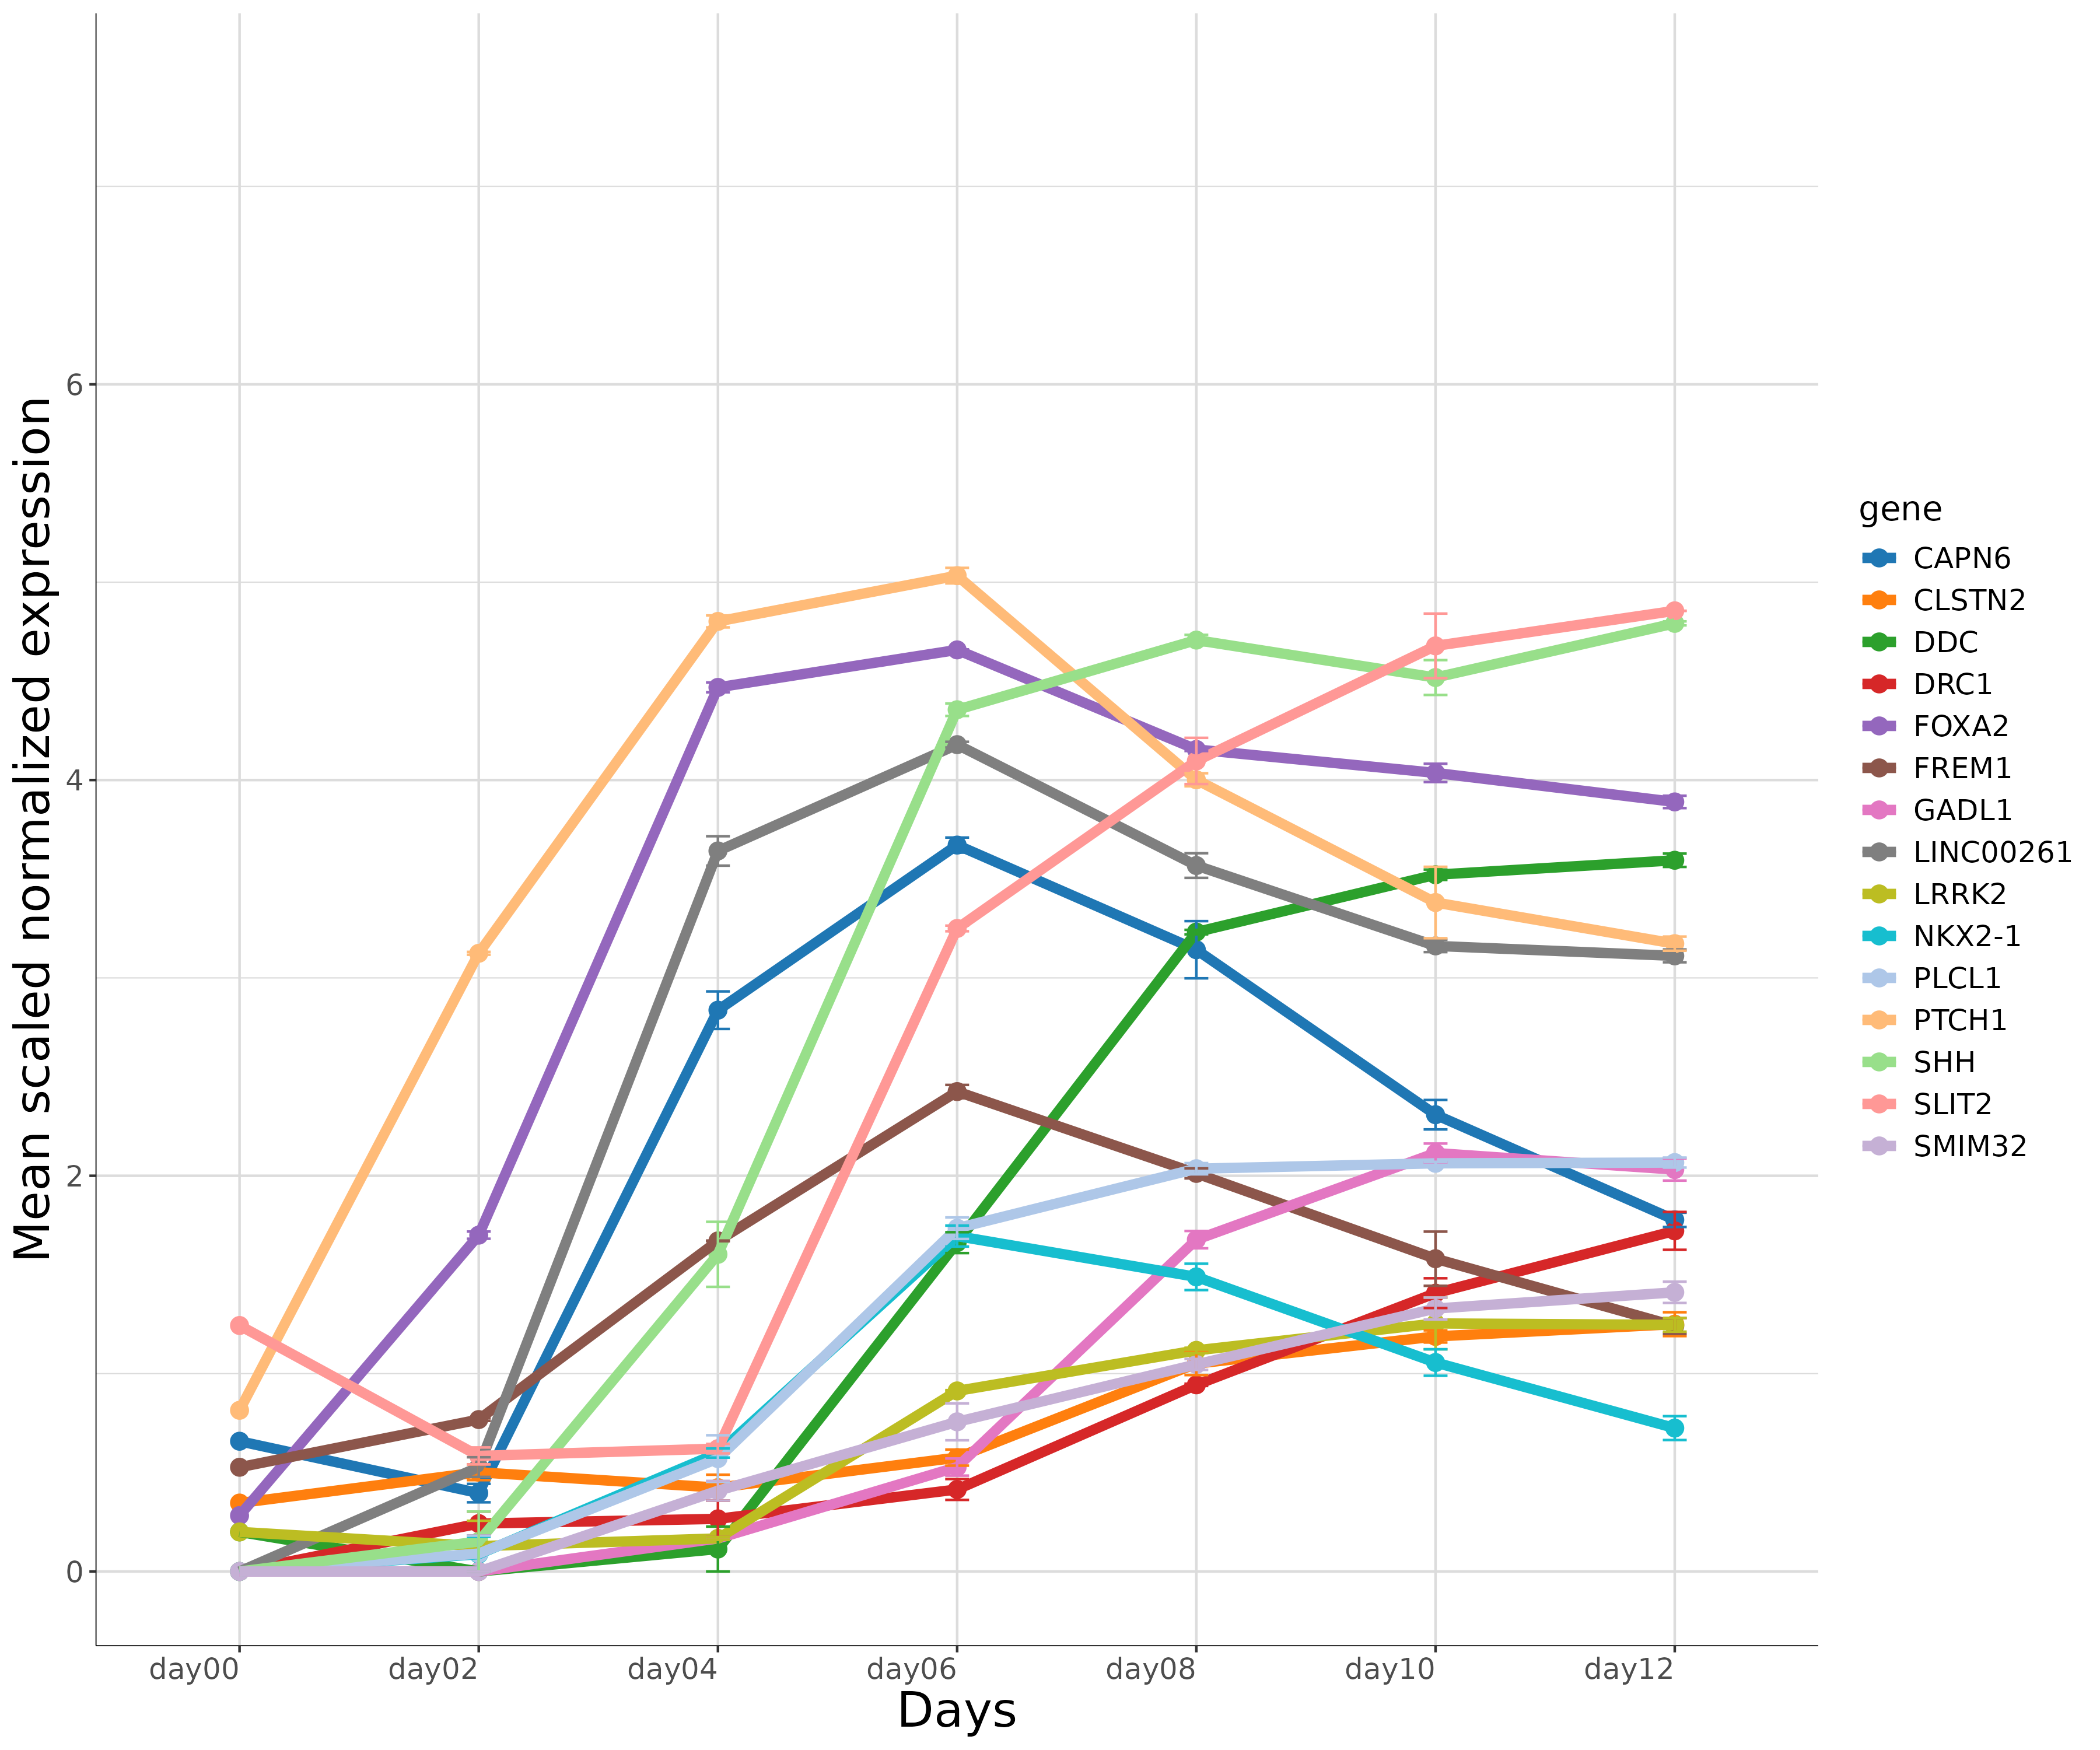 Mean scaled normalized expression
6
4
2
0
day00 day02 day04 day06 day08 day10 day12
Days
gene
CAPN6
CLSTN2
DDC
DRC1
FOXA2
FREM1
GADL1
LINC00261
LRRK2
NKX2-1
PLCL1
PTCH1
SHH
SLIT2
SMIM32